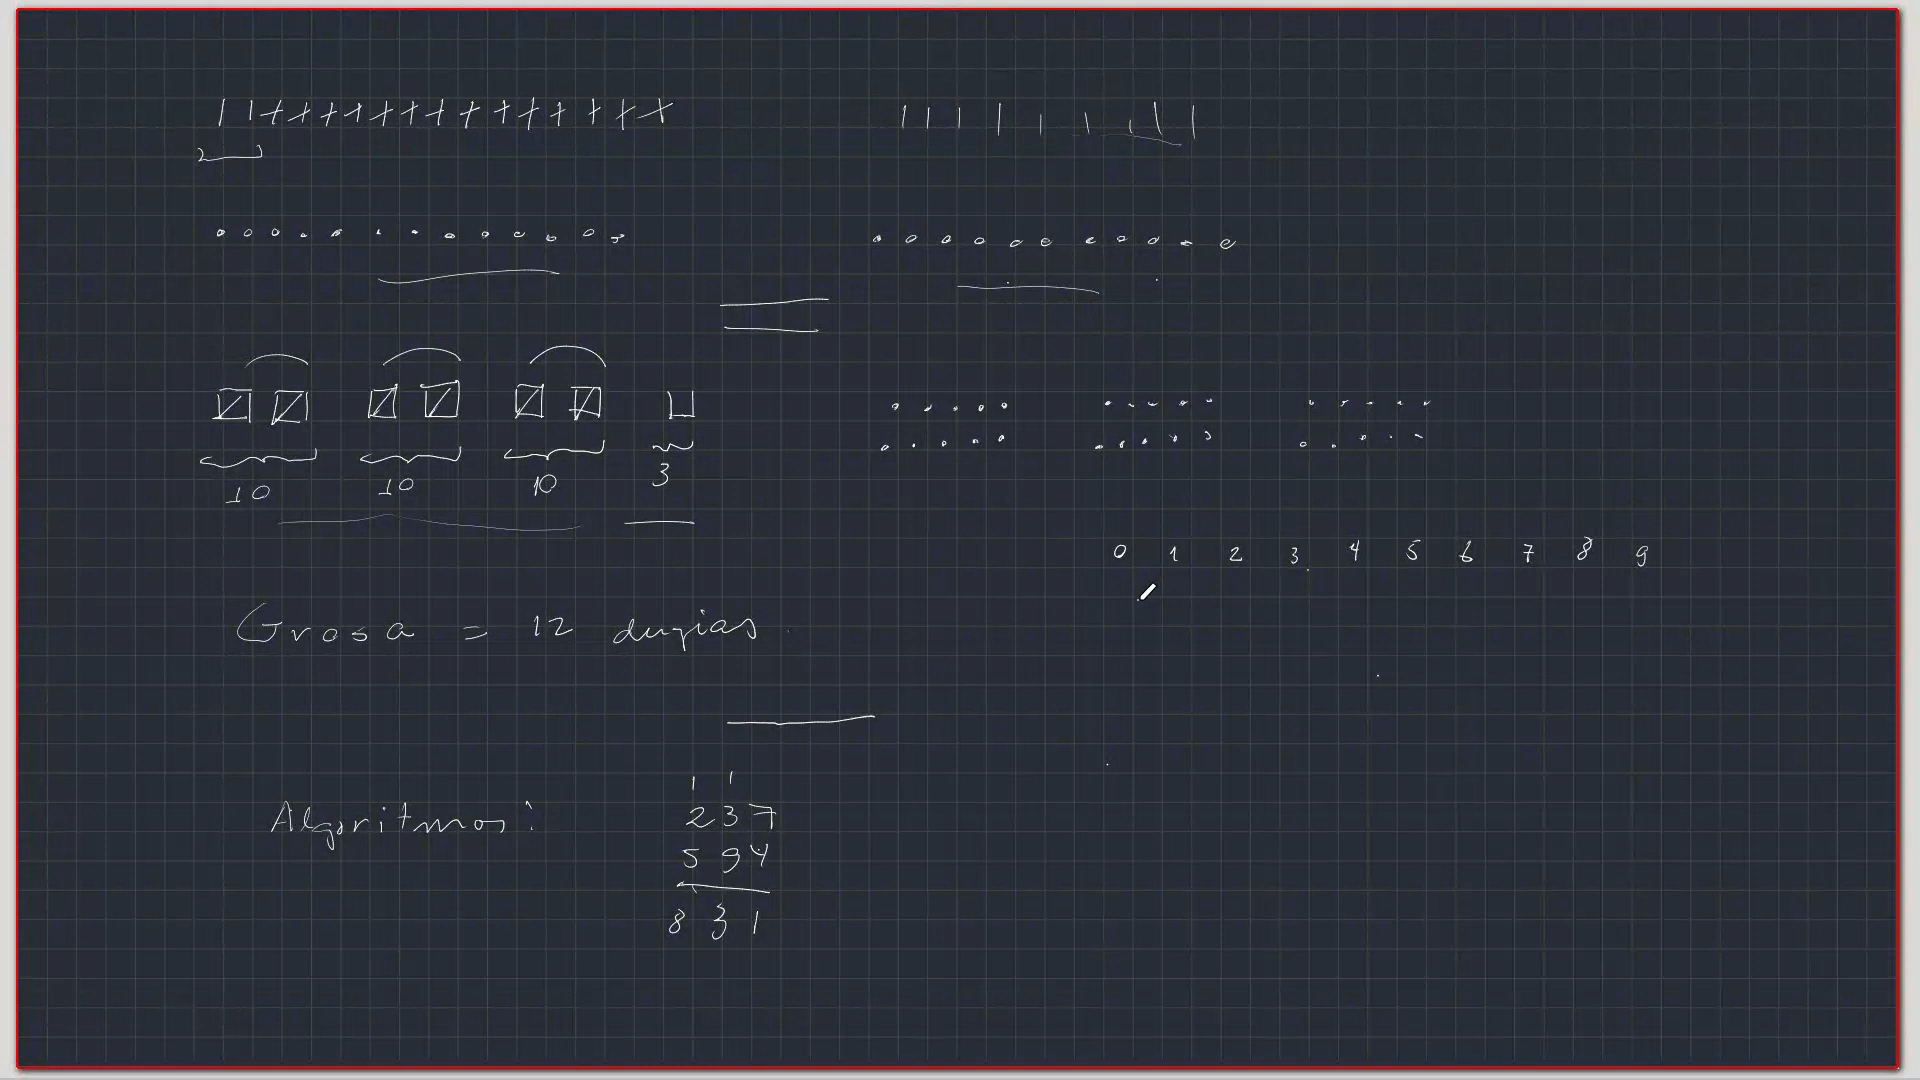 10 10 10 3
0 1 2 3 4 5 6 7 8 9
Grosa = 12 dugias
1 1
Algoritmos: 237
594
831